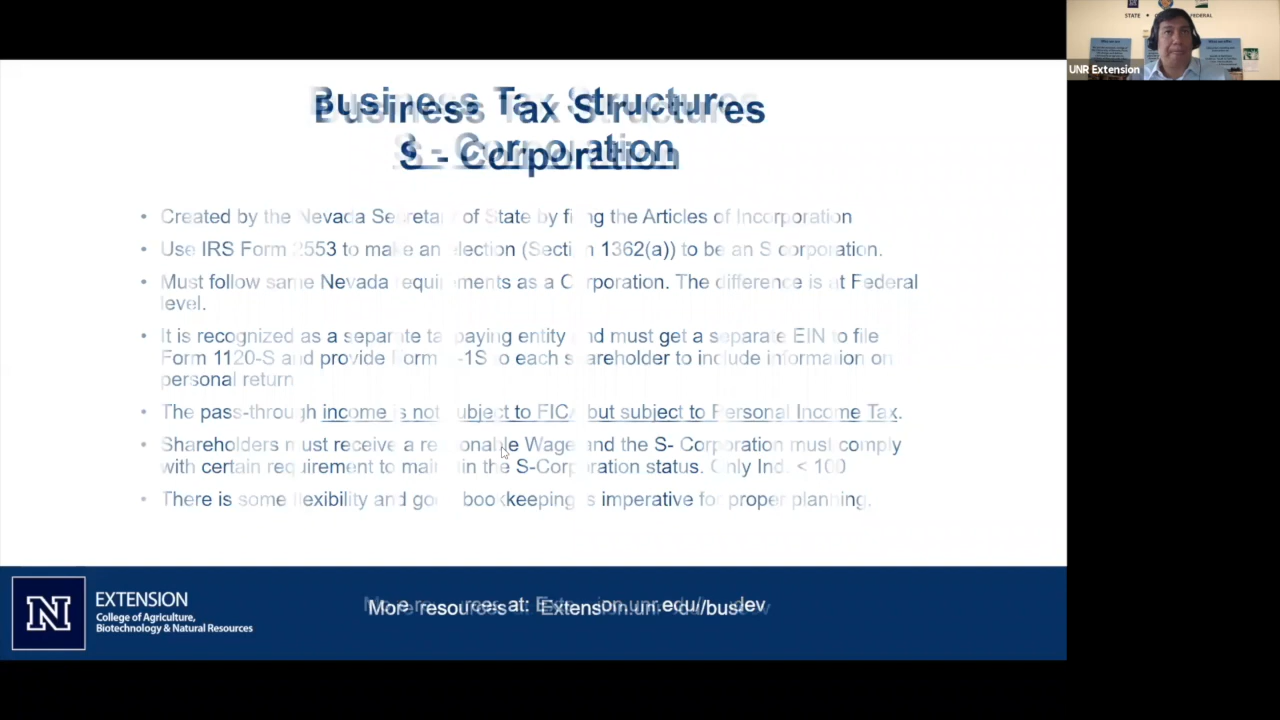 STATE
FEDERAL
UNR Extension
Business Tax Structures
S - Corporation
• Created by the Nevada Secretary of State by filing the Articles of Incorporation
• Use IRS Form 2553 to make an election (Section 1362(a)) to be an S corporation.
• Must follow same Nevada requirements as a Corporation. The difference is at Federal
level.
• It is recognized as a separate tax paying entity and must get a separate EIN to file
Form 1120-S and provide Form K-1S to each shareholder to include information on
personal return
• The pass-through income is not subject to FICA but subject to Personal Income Tax.
• Shareholders must receive a reasonable Wage and the S- Corporation must comply
with certain requirement to maintain the S-Corporation status. Only Ind. < 100
• There is some flexibility and good bookkeeping is imperative for proper planning.
N EXTENSION
College of Agriculture,
Biotechnology & Natural Resources
More resources at: Extension.unr.edu/busdev